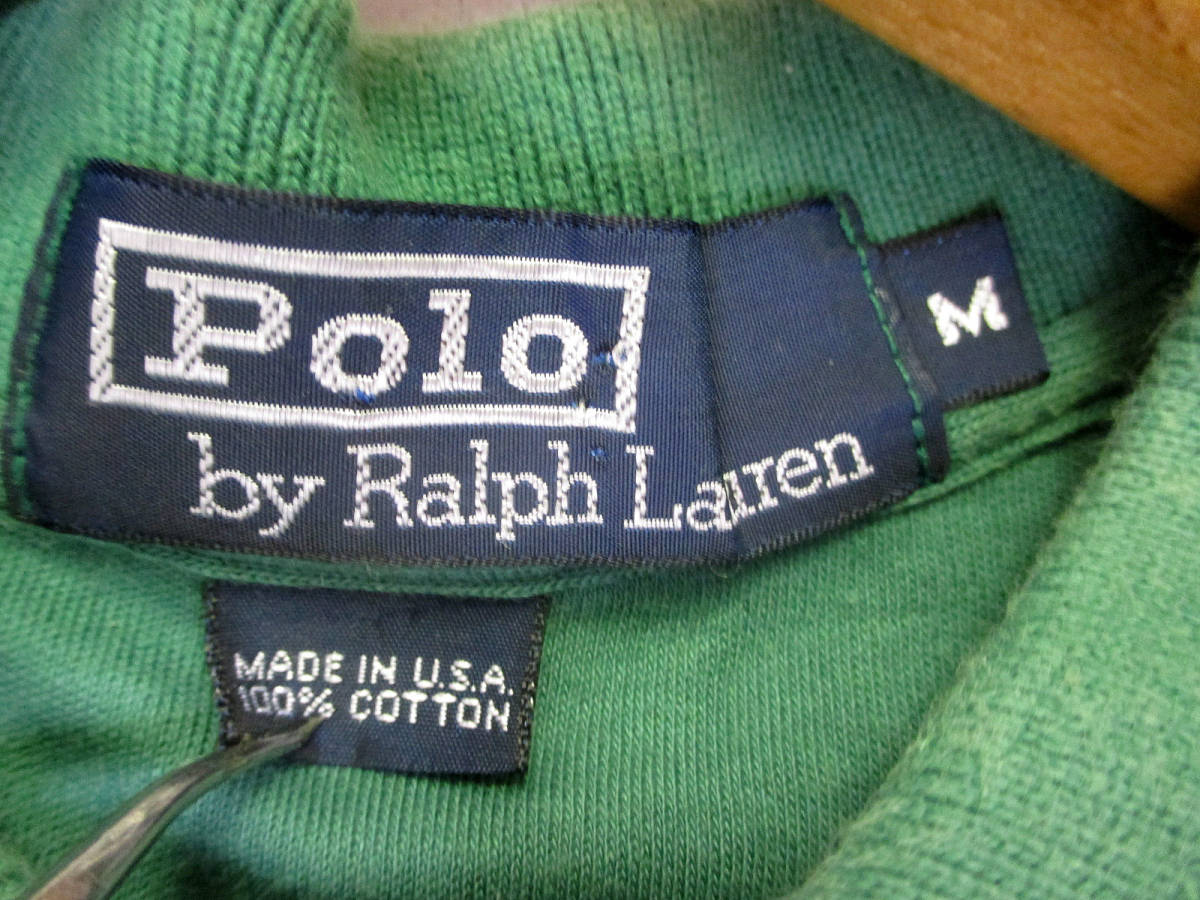 Polo
by Ralph Lauren
M
MADE IN U.S.A.
100% COTTON